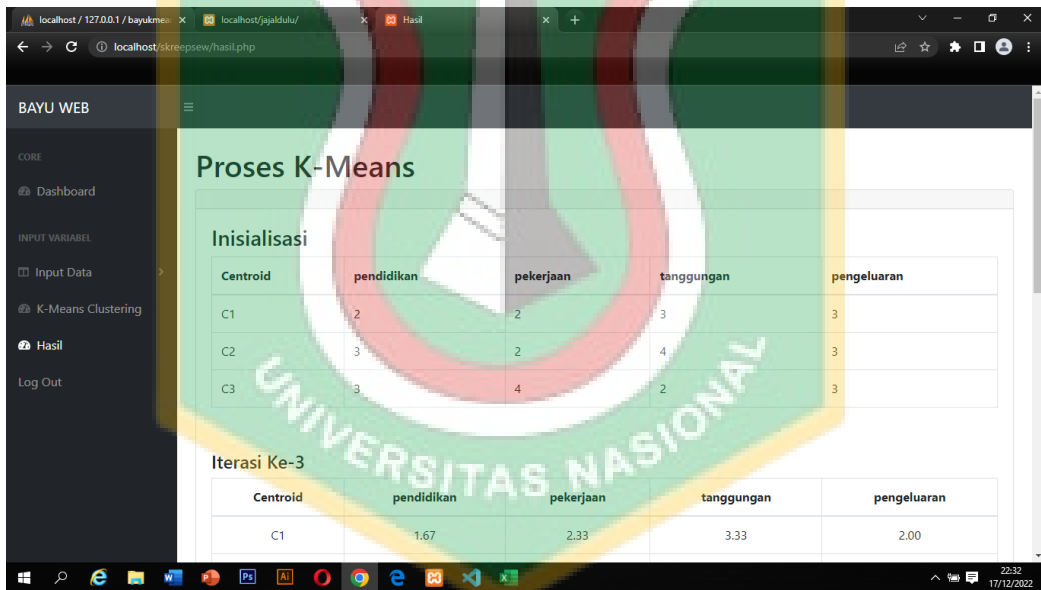 localhost / 127.0.0.1 / bayukmean
localhost/jajaldulu/
Hasil
localhost/skreepsew/hasil.php
BAYU WEB
CORE
Dashboard
INPUT VARIABEL
Input Data
K-Means Clustering
Hasil
Log Out
Proses K-Means
Inisialisasi
Centroid pendidikan pekerjaan tanggungan pengeluaran
C1 2 2 3 3
C2 3 2 4 3
C3 3 4 2 3
Iterasi Ke-3
Centroid pendidikan pekerjaan tanggungan pengeluaran
C1 1.67 2.33 3.33 2.00
UNIVERSITAS NASIONAL
22:32
17/12/2022